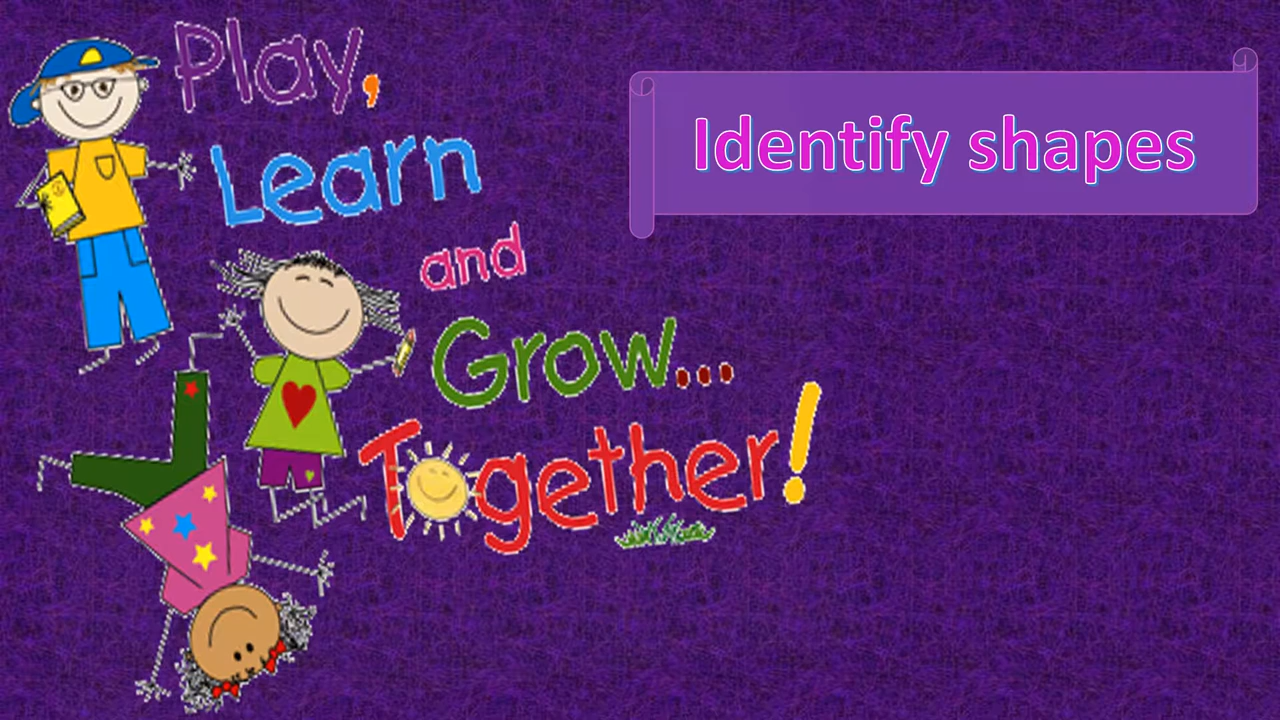 Play,
Learn
and
Grow...
Together!
Identify shapes